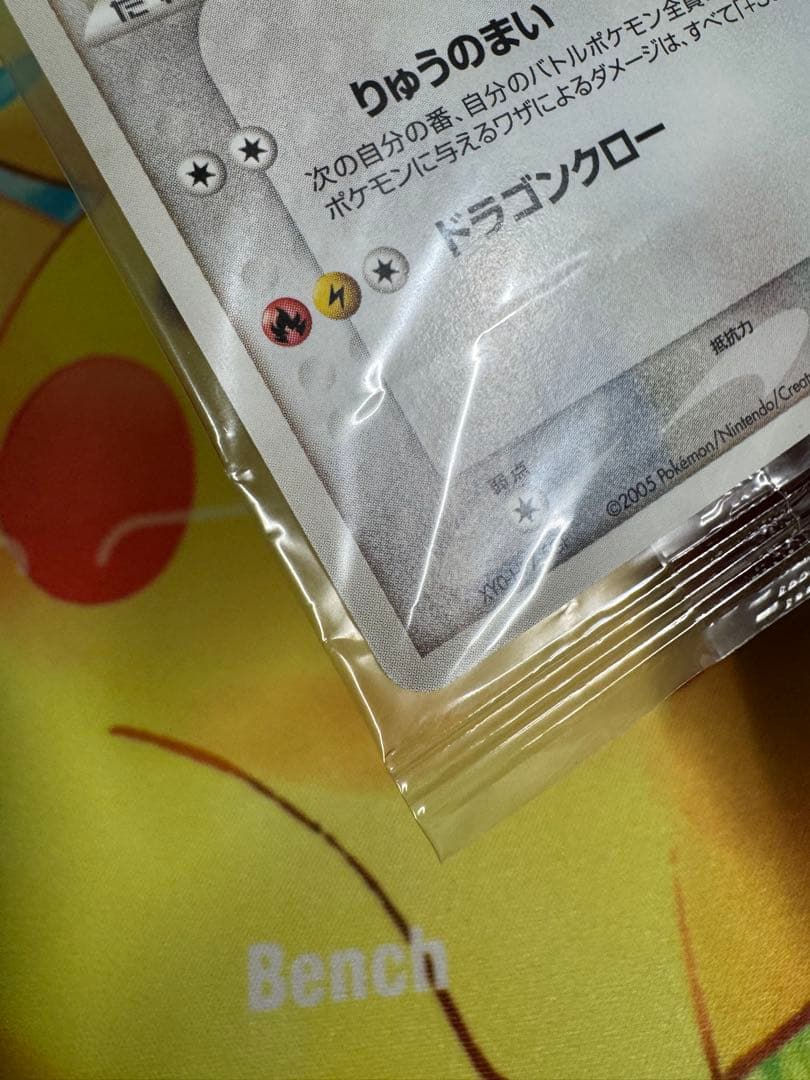 りゅうのまい
次の自分の番、自分のバトルポケモン全員
ポケモンに与えるワザによるダメージは、すべて「+3
ドラゴンクロー
抵抗力
弱点
©2005 Pokémon/Nintendo/Creat
Bench